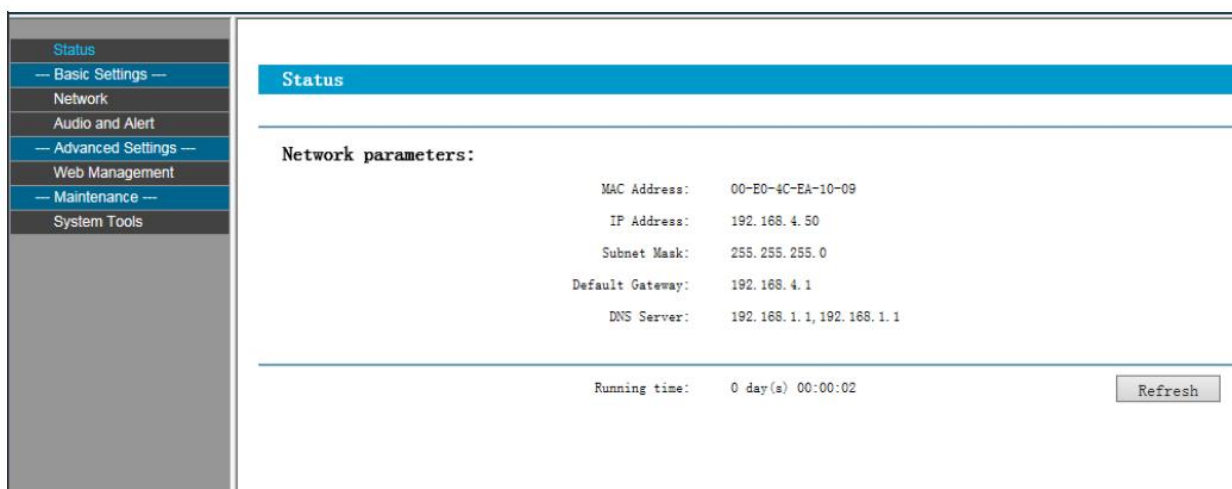 Status
--- Basic Settings ---
Network
Audio and Alert
--- Advanced Settings ---
Web Management
--- Maintenance ---
System Tools
Status
Network parameters:
MAC Address: 00-E0-4C-EA-10-09
IP Address: 192.168.4.50
Subnet Mask: 255.255.255.0
Default Gateway: 192.168.4.1
DNS Server: 192.168.1.1,192.168.1.1
Running time: 0 day(s) 00:00:02
Refresh